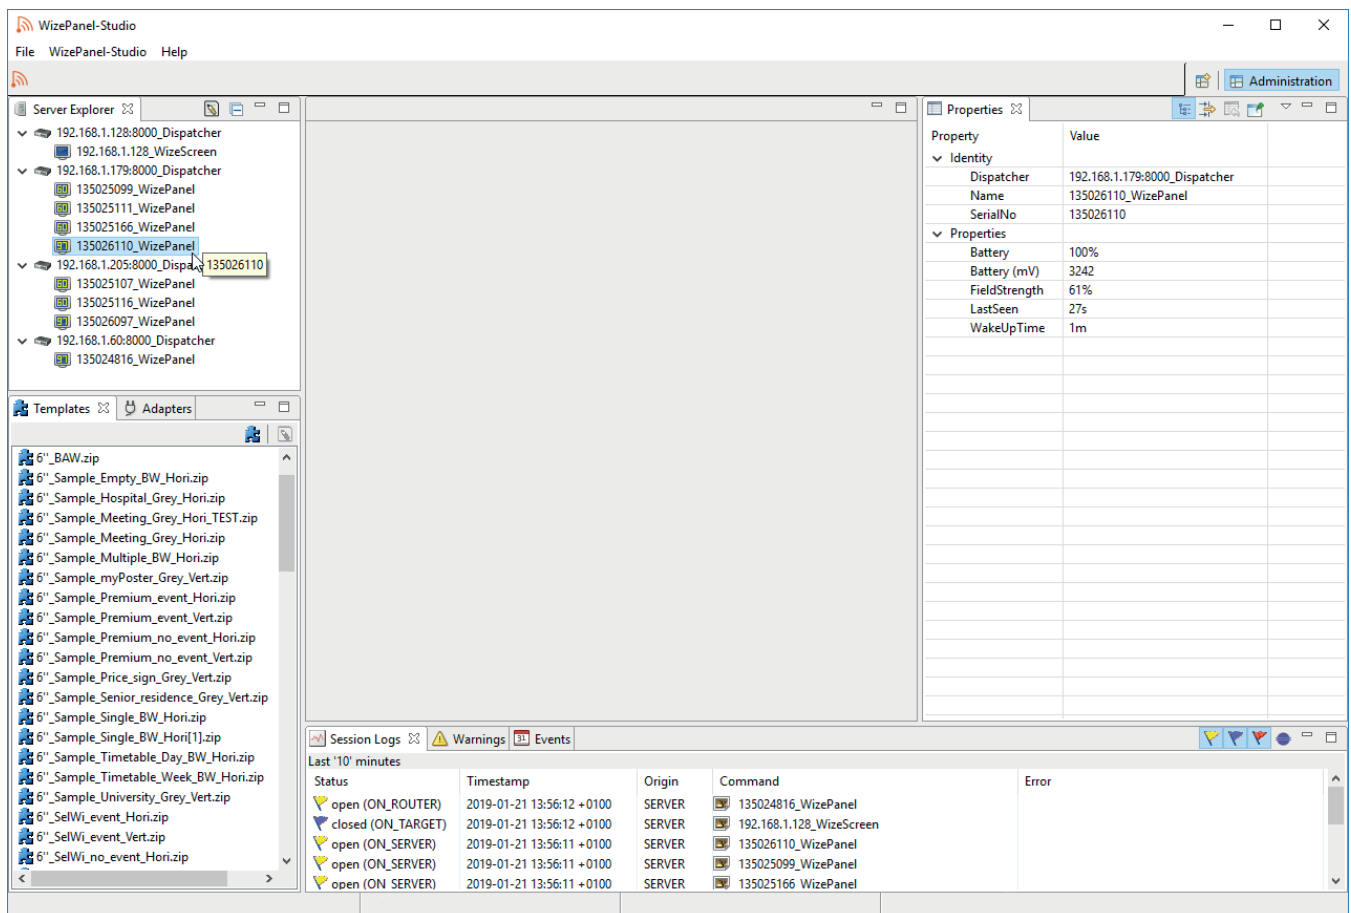 WizePanel-Studio
File WizePanel-Studio Help
Administration
Server Explorer
192.168.1.128:8000_Dispatcher
192.168.1.128_WizeScreen
192.168.1.179:8000_Dispatcher
135025099_WizePanel
135025111_WizePanel
135025166_WizePanel
135026110_WizePanel
192.168.1.205:8000_Dispa
135026110
135025107_WizePanel
135025116_WizePanel
135026097_WizePanel
192.168.1.60:8000_Dispatcher
135024816_WizePanel
Templates Adapters
6"_BAW.zip
6"_Sample_Empty_BW_Hori.zip
6"_Sample_Hospital_Grey_Hori.zip
6"_Sample_Meeting_Grey_Hori_TEST.zip
6"_Sample_Meeting_Grey_Hori.zip
6"_Sample_Multiple_BW_Hori.zip
6"_Sample_myPoster_Grey_Vert.zip
6"_Sample_Premium_event_Hori.zip
6"_Sample_Premium_event_Vert.zip
6"_Sample_Premium_no_event_Hori.zip
6"_Sample_Premium_no_event_Vert.zip
6"_Sample_Price_sign_Grey_Vert.zip
6"_Sample_Senior_residence_Grey_Vert.zip
6"_Sample_Single_BW_Hori.zip
6"_Sample_Single_BW_Hori[1].zip
6"_Sample_Timetable_Day_BW_Hori.zip
6"_Sample_Timetable_Week_BW_Hori.zip
6"_Sample_University_Grey_Vert.zip
6"_SelWi_event_Hori.zip
6"_SelWi_event_Vert.zip
6"_SelWi_no_event_Hori.zip
Properties
Property Value
Identity
Dispatcher 192.168.1.179:8000_Dispatcher
Name 135026110_WizePanel
SerialNo 135026110
Properties
Battery 100%
Battery (mV) 3242
FieldStrength 61%
LastSeen 27s
WakeUpTime 1m
Session Logs Warnings 31 Events
Last '10' minutes
Status Timestamp Origin Command Error
open (ON_ROUTER) 2019-01-21 13:56:12 +0100 SERVER 135024816_WizePanel
closed (ON_TARGET) 2019-01-21 13:56:12 +0100 SERVER 192.168.1.128_WizeScreen
open (ON_SERVER) 2019-01-21 13:56:11 +0100 SERVER 135026110_WizePanel
open (ON_SERVER) 2019-01-21 13:56:11 +0100 SERVER 135025099_WizePanel
open (ON_SERVER) 2019-01-21 13:56:11 +0100 SERVER 135025166_WizePanel